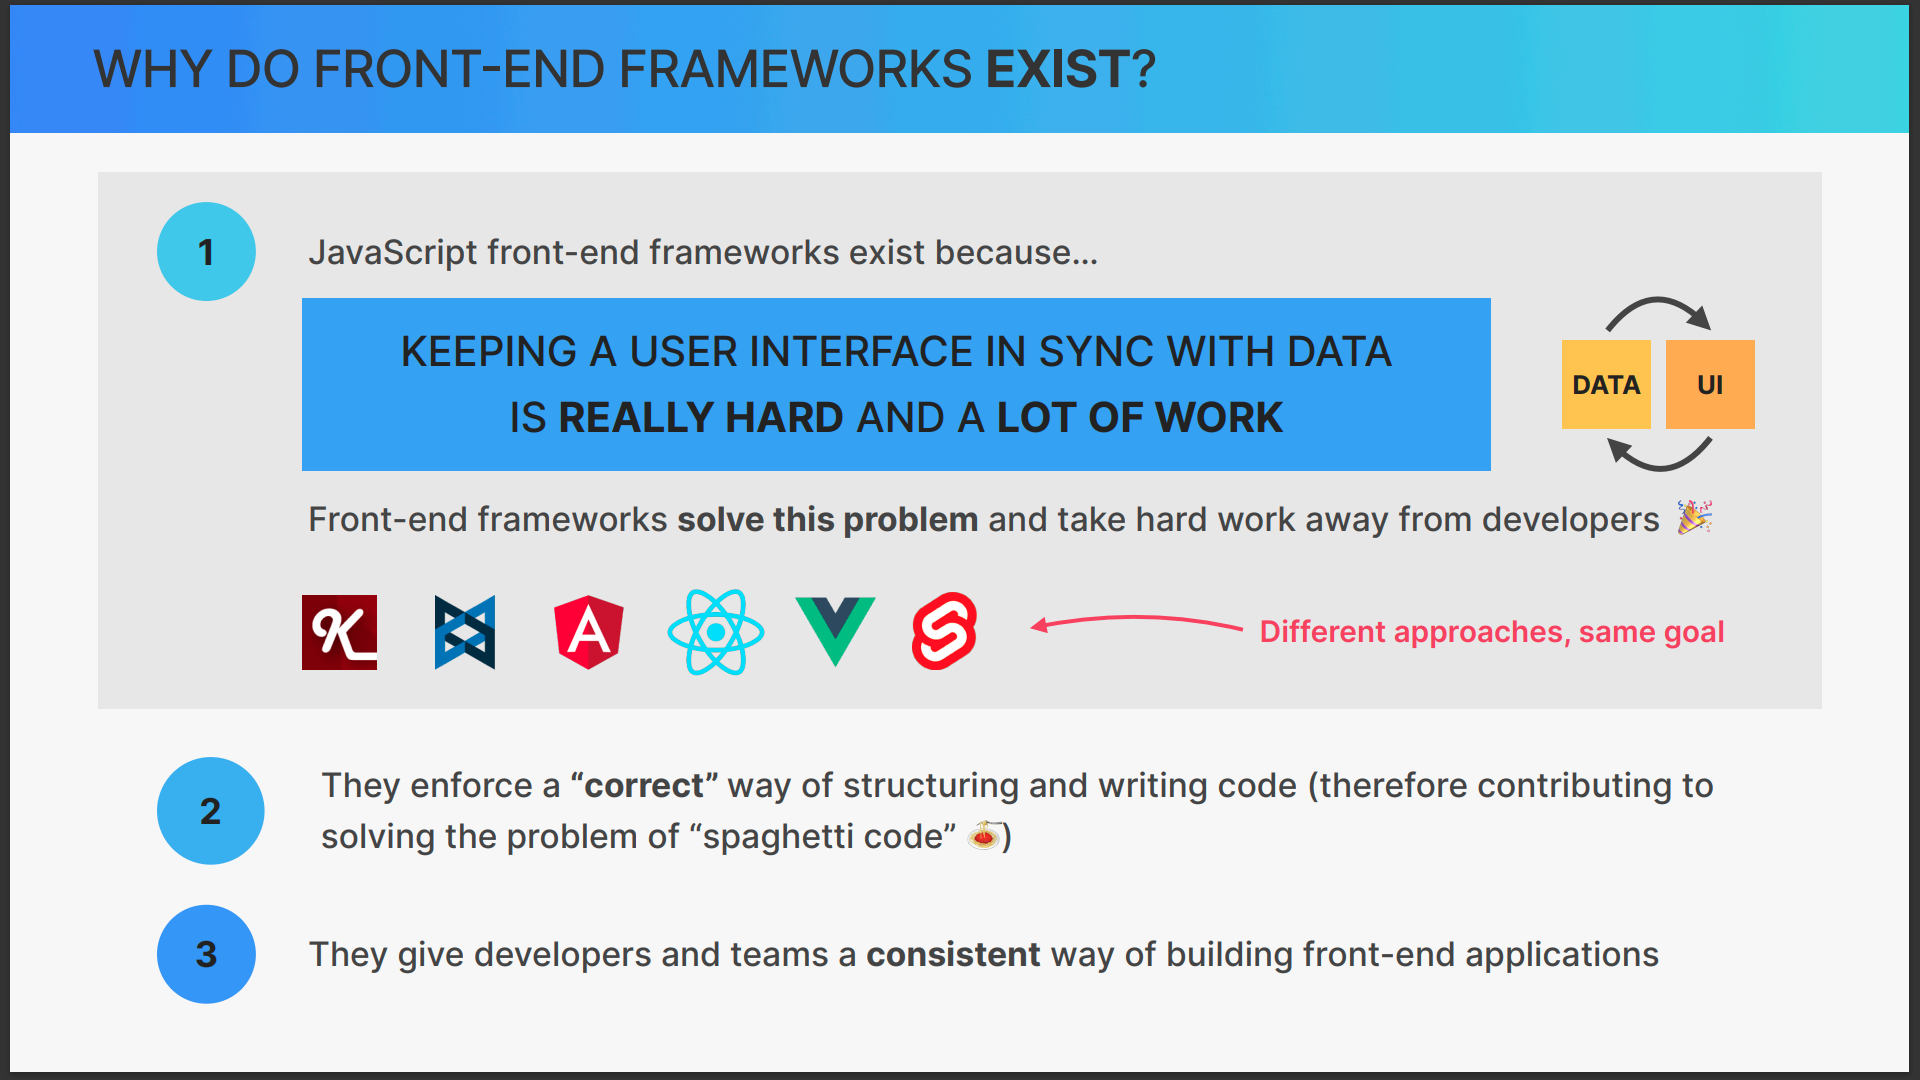 WHY DO FRONT-END FRAMEWORKS EXIST?
1
JavaScript front-end frameworks exist because...
KEEPING A USER INTERFACE IN SYNC WITH DATA
IS REALLY HARD AND A LOT OF WORK
DATA
UI
Front-end frameworks solve this problem and take hard work away from developers 🎉
Different approaches, same goal
2
They enforce a “correct” way of structuring and writing code (therefore contributing to
solving the problem of “spaghetti code” 🍝)
3
They give developers and teams a consistent way of building front-end applications